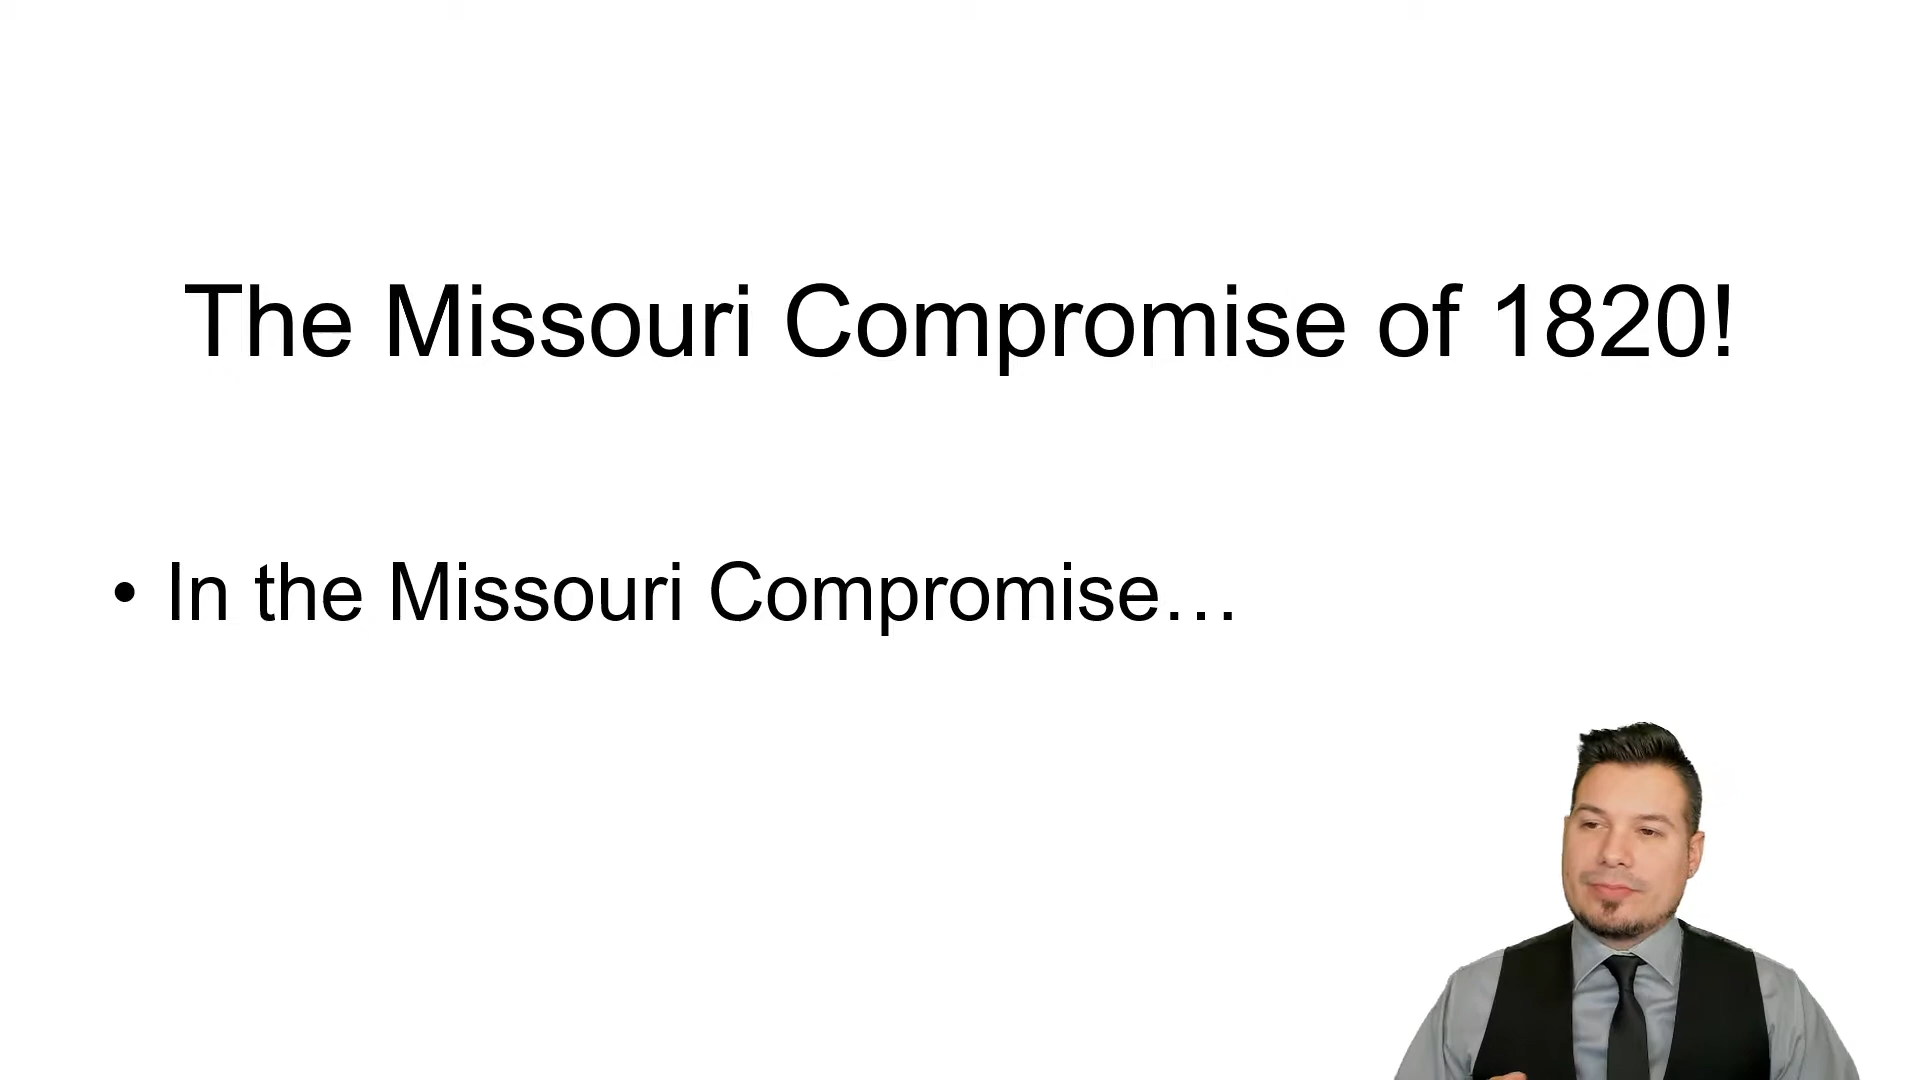 The Missouri Compromise of 1820!
• In the Missouri Compromise…